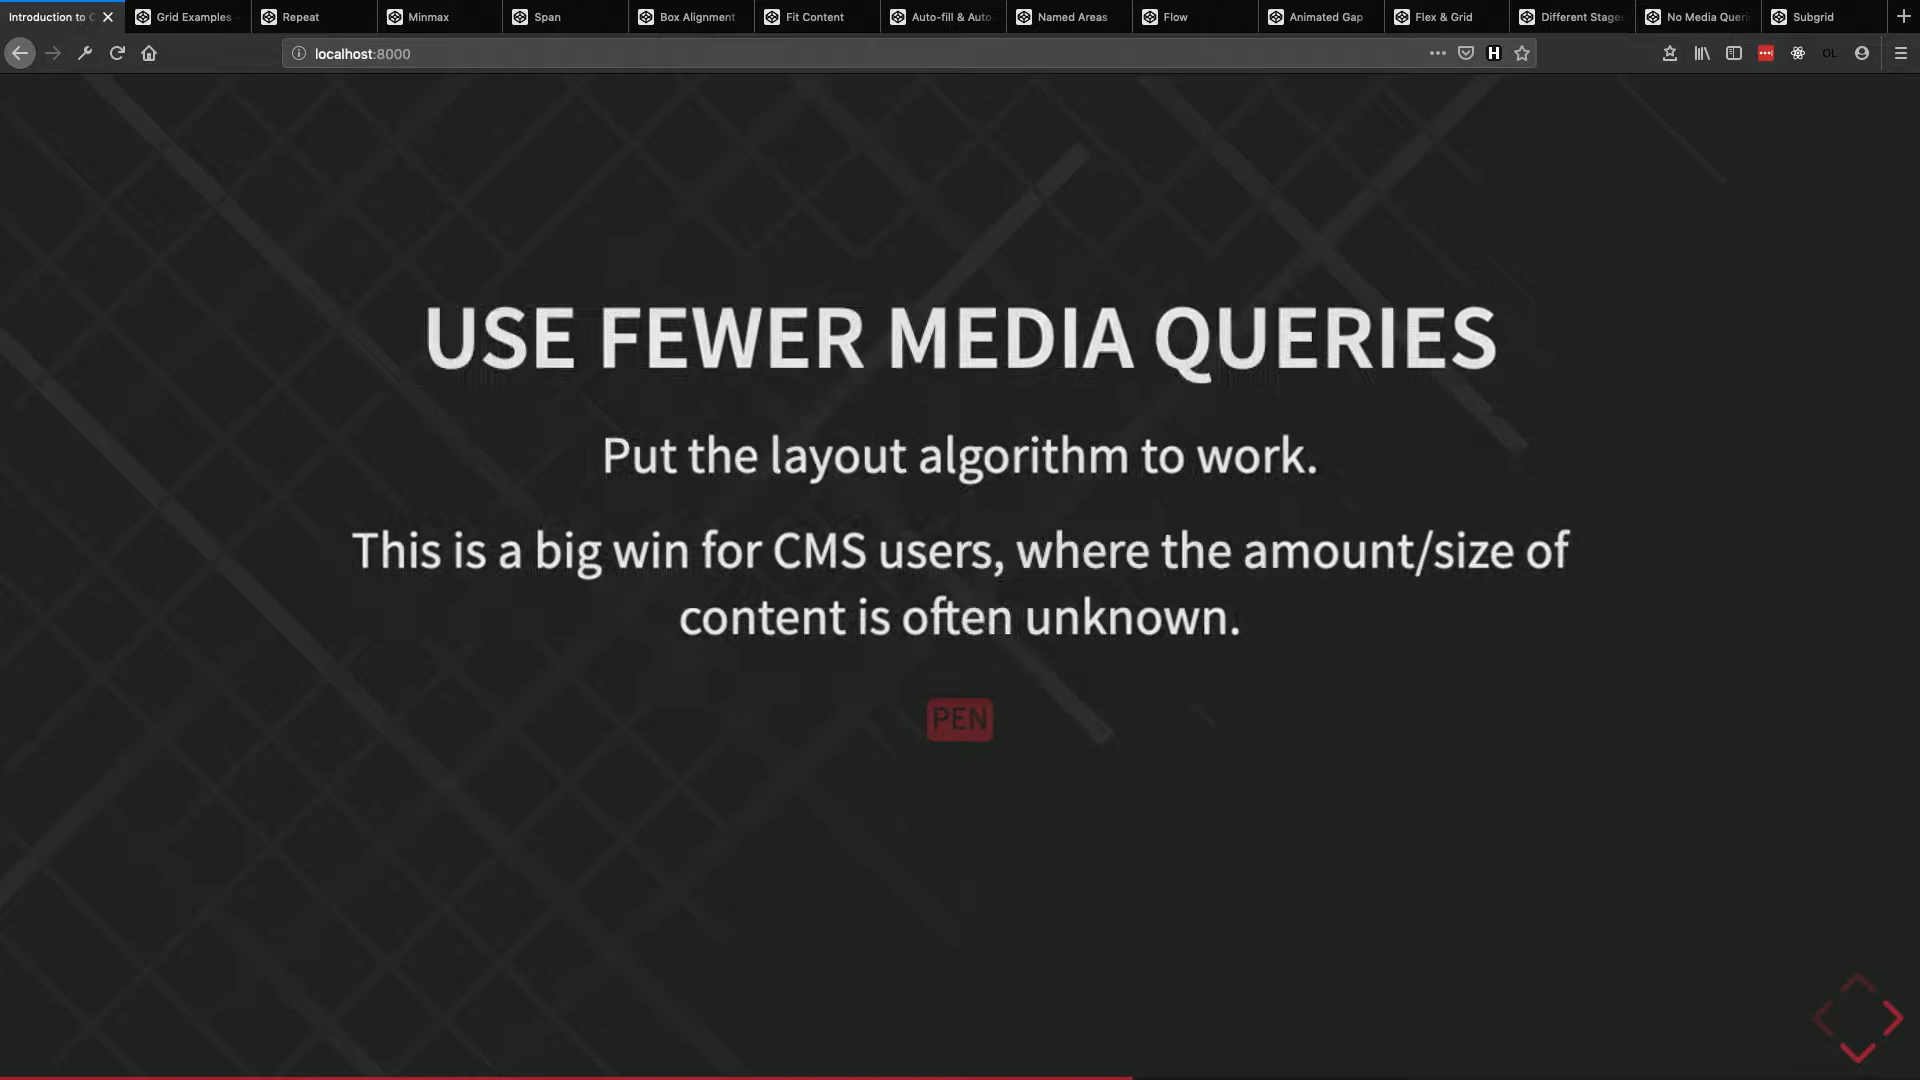 Introduction to C
Grid Examples
Repeat
Minmax
Span
Box Alignment
Fit Content
Auto-fill & Auto
Named Areas
Flow
Animated Gap
Flex & Grid
Different Stage
No Media Queri
Subgrid
localhost:8000
H
OL
USE FEWER MEDIA QUERIES
Put the layout algorithm to work.
This is a big win for CMS users, where the amount/size of
content is often unknown.
PEN